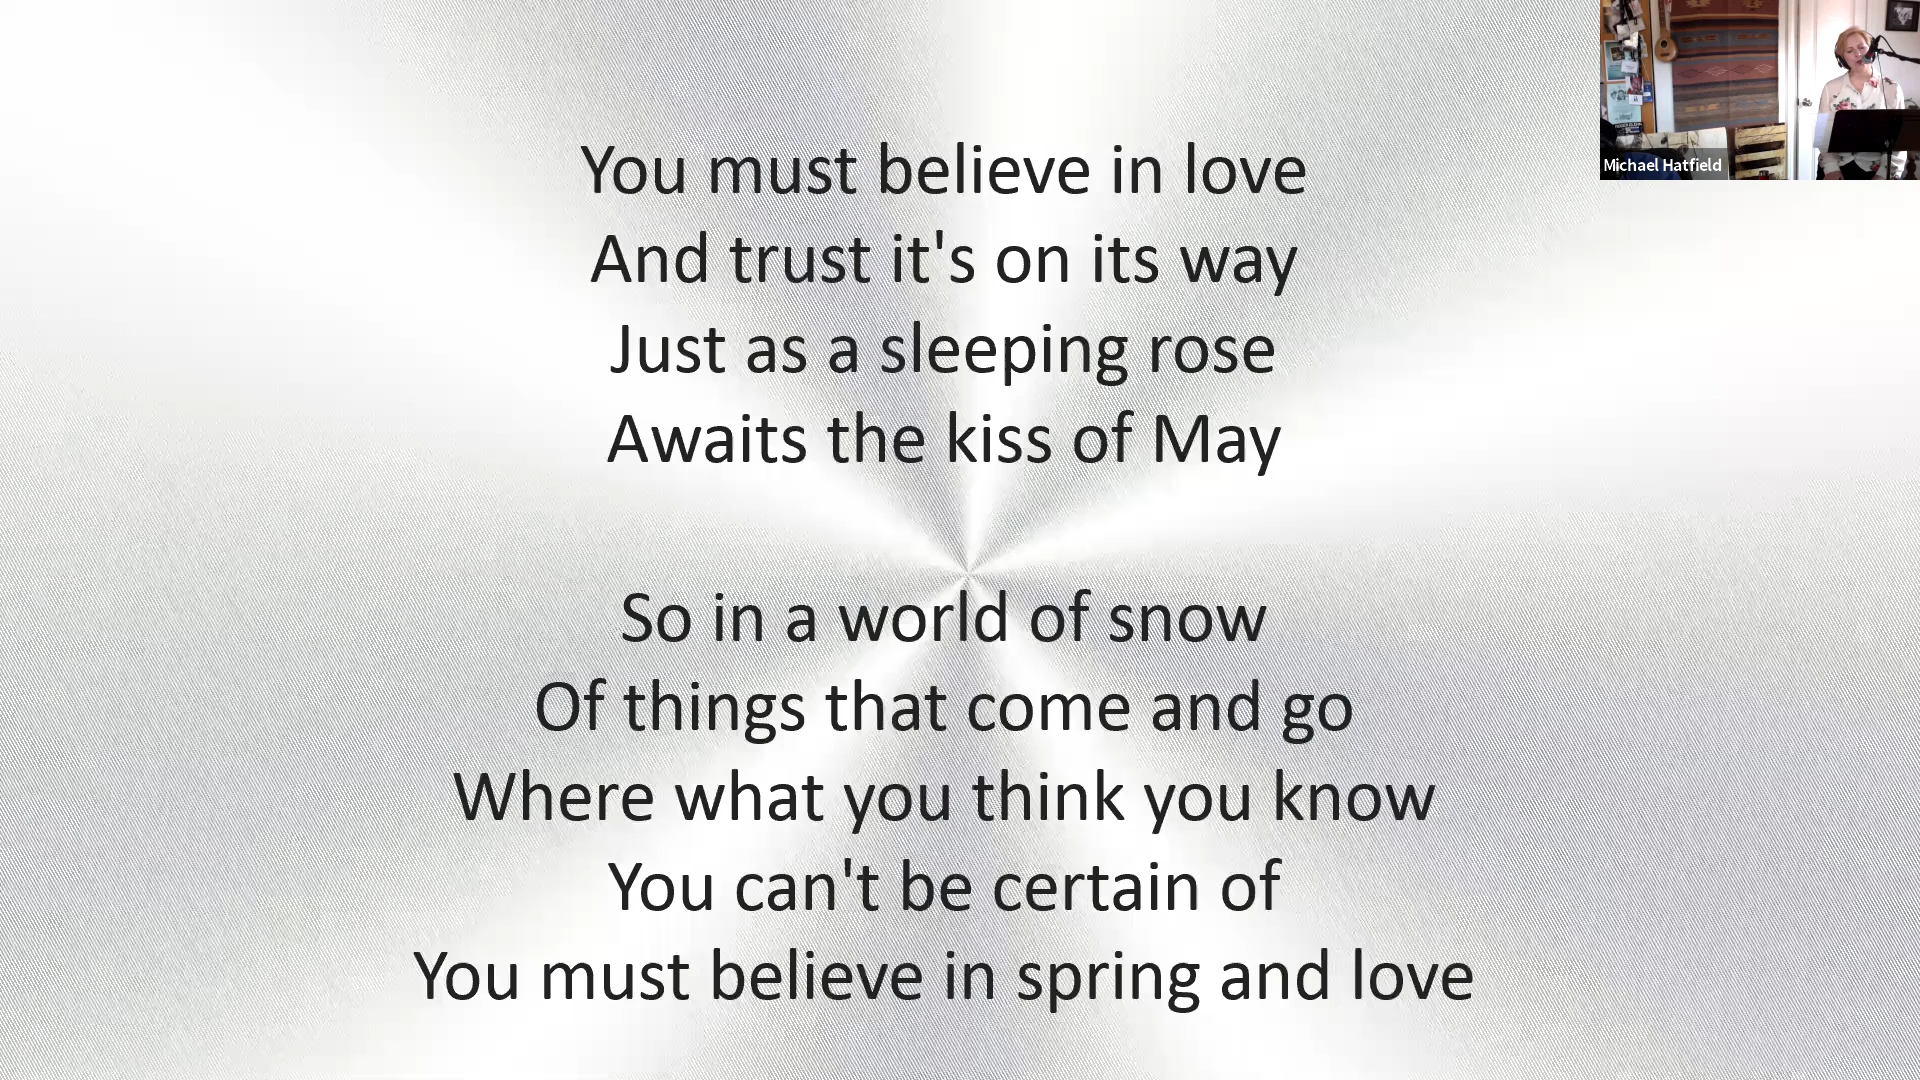 You must believe in love
And trust it's on its way
Just as a sleeping rose
Awaits the kiss of May
So in a world of snow
Of things that come and go
Where what you think you know
You can't be certain of
You must believe in spring and love
Michael Hatfield